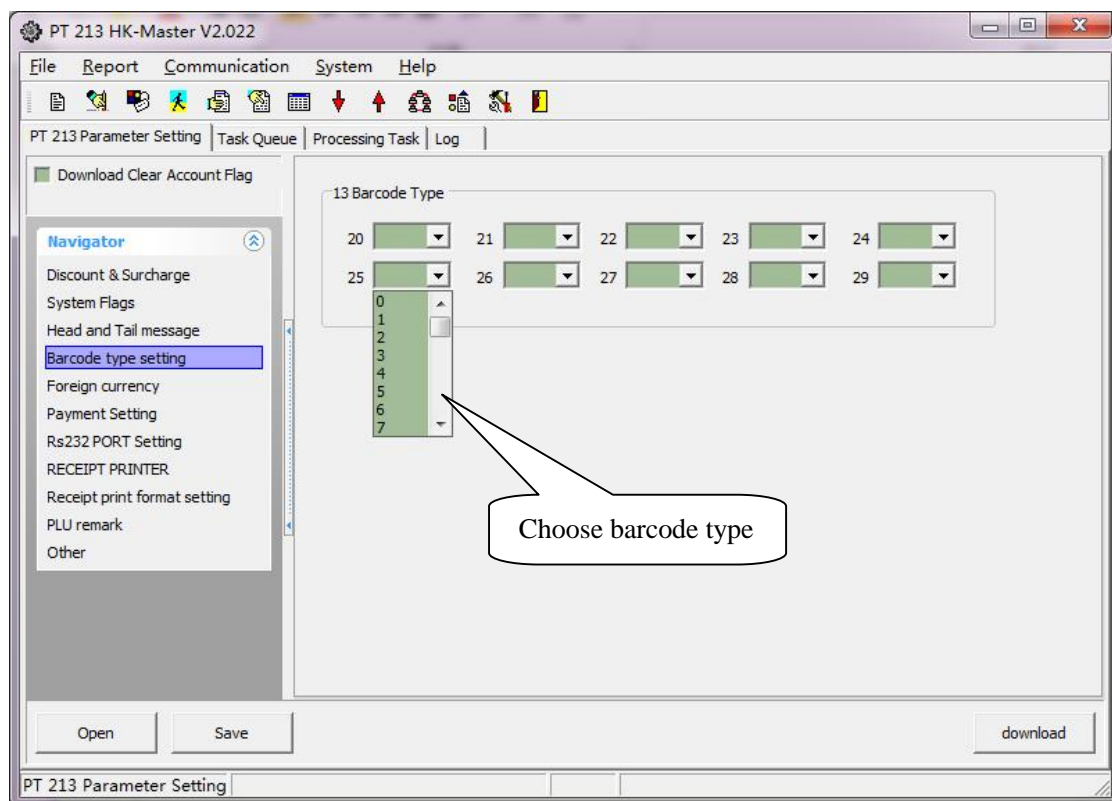 PT 213 HK-Master V2.022
File Report Communication System Help
PT 213 Parameter Setting Task Queue Processing Task Log
Download Clear Account Flag
13 Barcode Type
20 21 22 23 24
25 26 27 28 29
0
1
2
3
4
5
6
7
Navigator
Discount & Surcharge
System Flags
Head and Tail message
Barcode type setting
Foreign currency
Payment Setting
Rs232 PORT Setting
RECEIPT PRINTER
Receipt print format setting
PLU remark
Other
Choose barcode type
Open Save download
PT 213 Parameter Setting